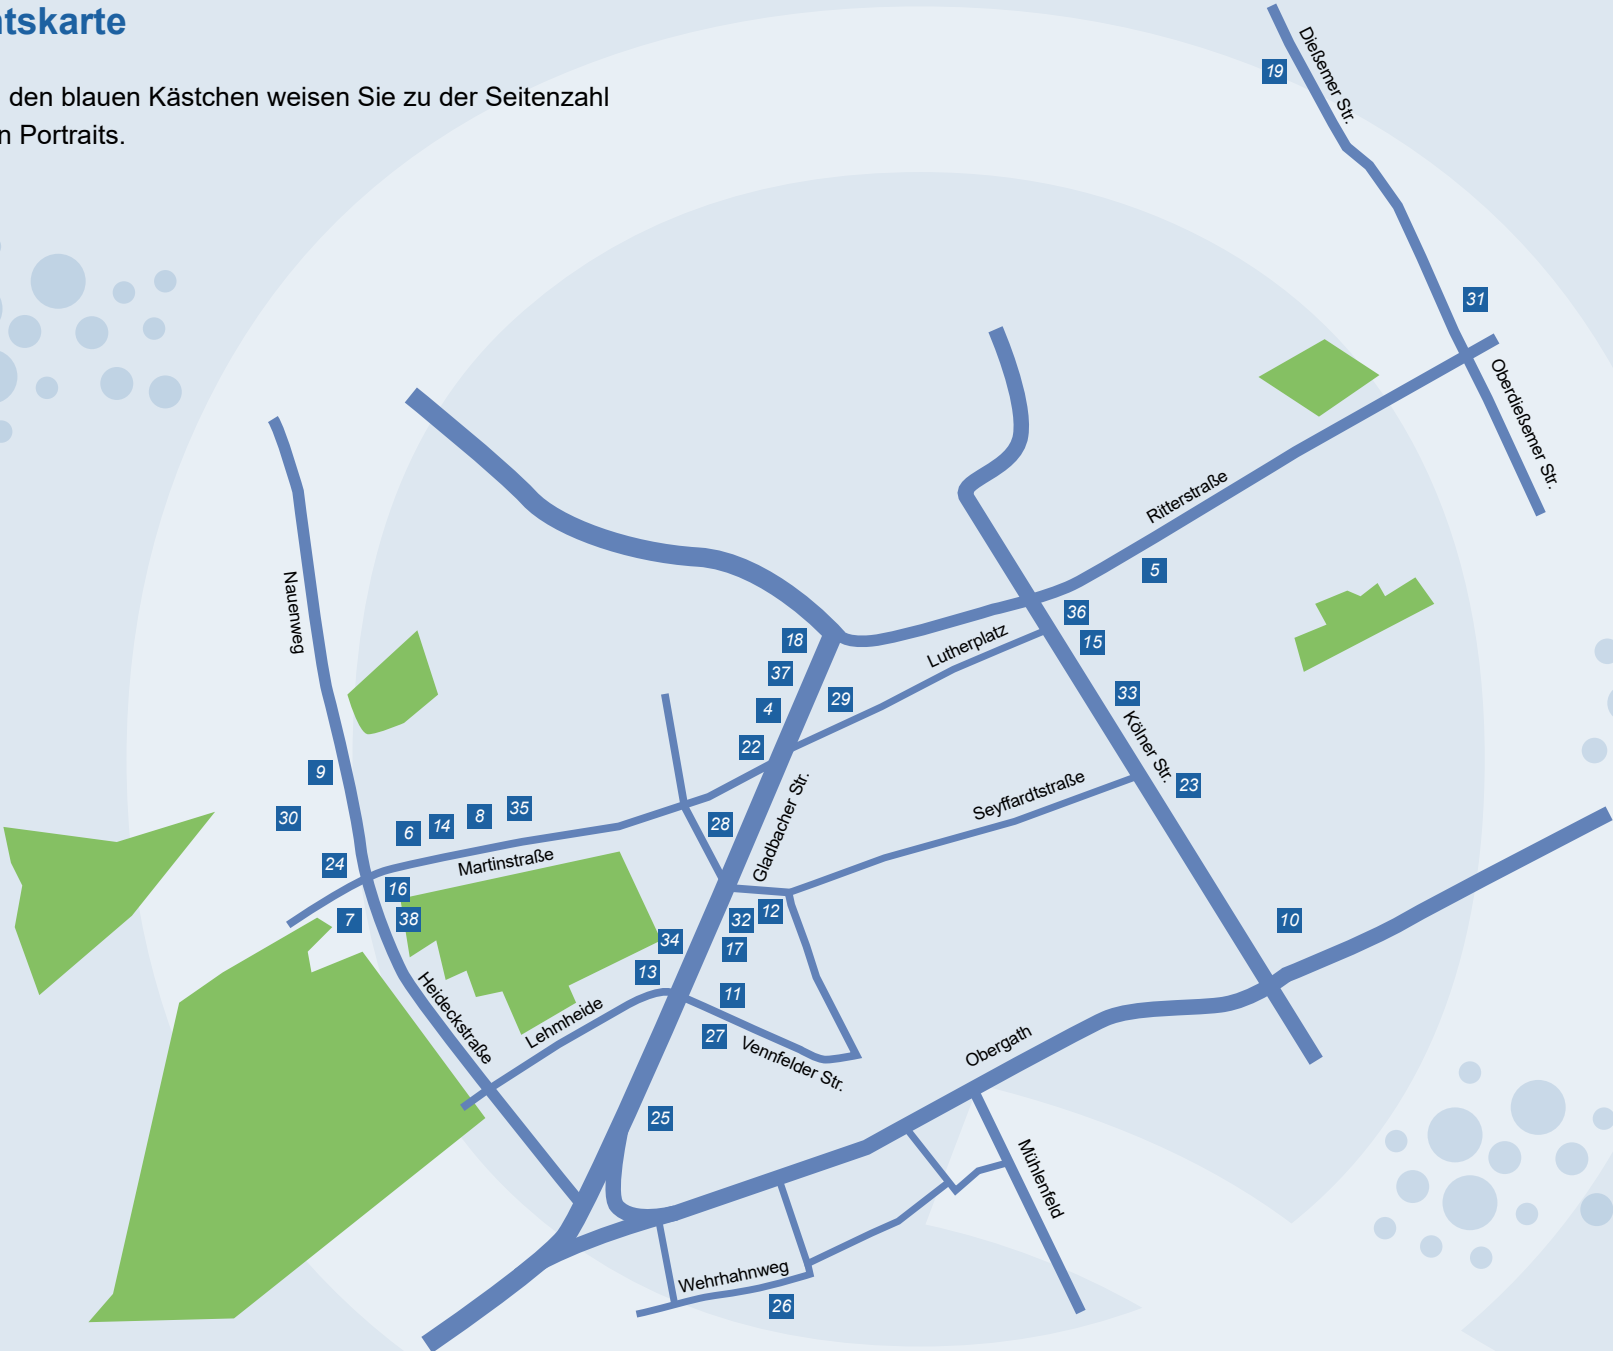 tskarte
den blauen Kästchen weisen Sie zu der Seitenzahl
n Portraits.
19
Dießemer Str.
31
Oberdießemer Str.
Ritterstraße
5
Nauenweg
36
18
Lutherplatz
15
37
33
29
4
Kölner Str.
22
9
Gladbacher Str.
23
Seyffardtstraße
35
30
8
28
14
6
Martinstraße
24
16
12
7
38
32
10
34
17
13
Heideckstraße
11
Lehmheide
27
Vennfelder Str.
Obergath
25
Mühlenfeld
Wehrhahnweg
26